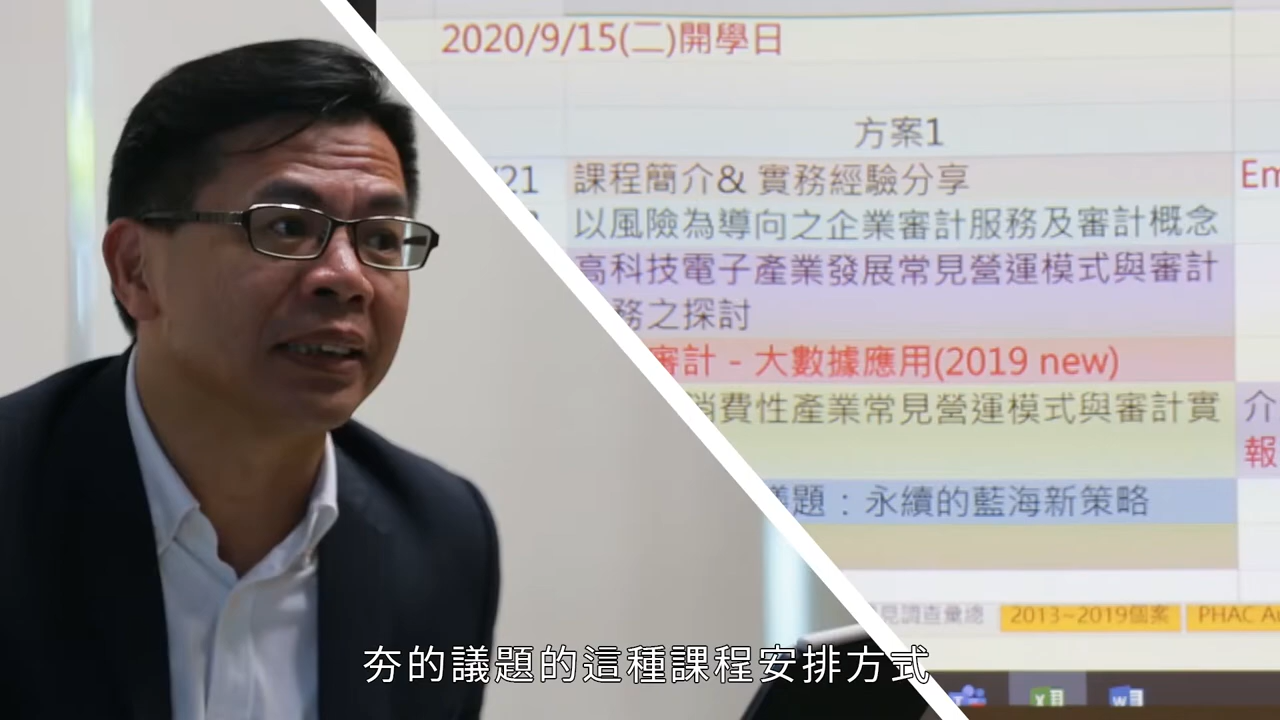 2020/9/15(二)開學日
方案1
/21 課程簡介& 實務經驗分享
Em
以風險為導向之企業審計服務及審計概念
高科技電子產業發展常見營運模式與審計
務之探討
審計 - 大數據應用(2019 new)
消費性產業常見營運模式與審計實
介
報
議題：永續的藍海新策略
見調查彙總 2013~2019個案 PHAC Au
夯的議題的這種課程安排方式